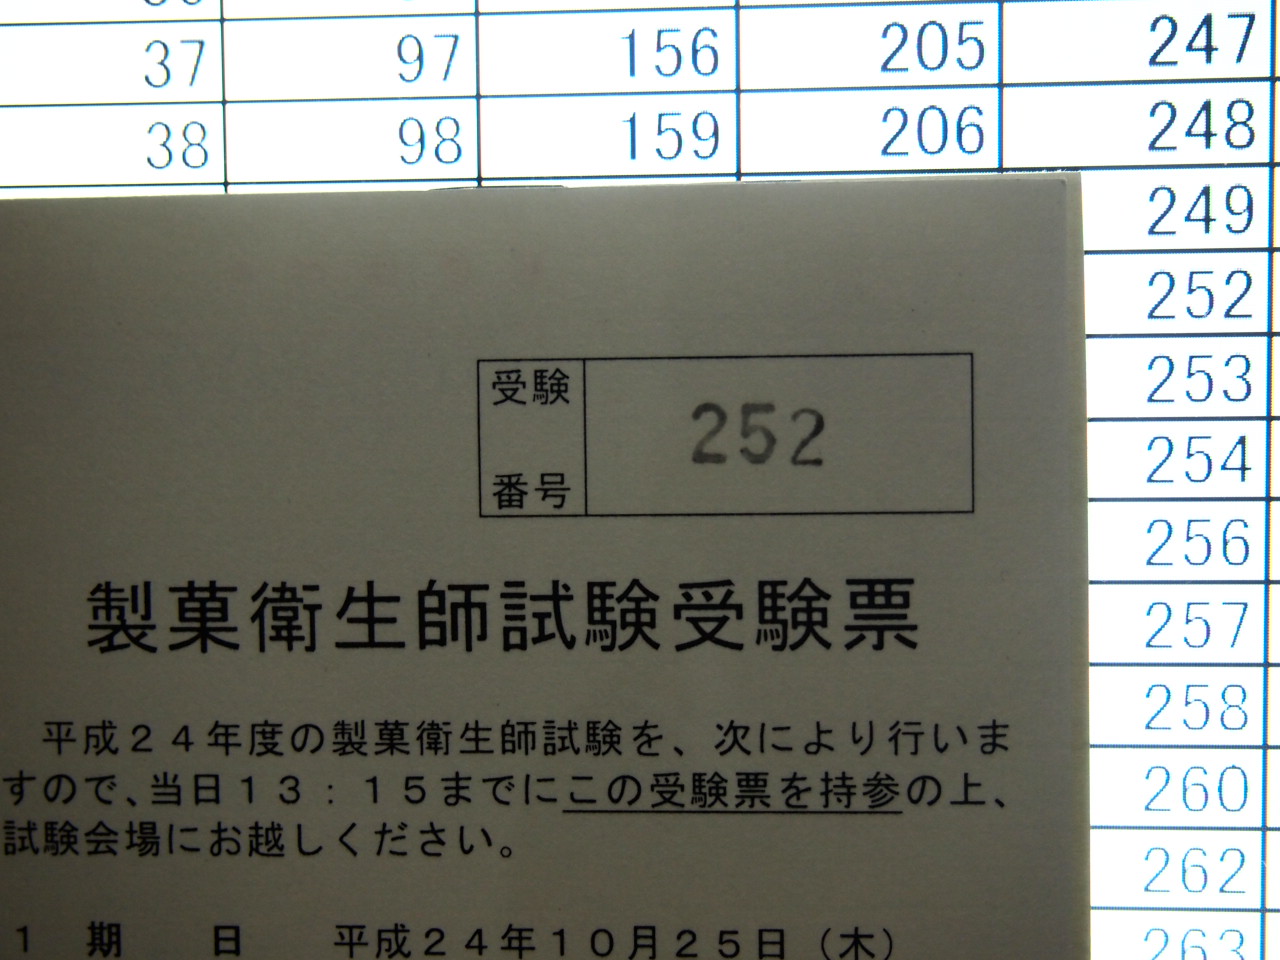 37 97 156 205 247
38 98 159 206 248
249
252
253
254
256
257
258
260
262
263
受験番号 252
製菓衛生師試験受験票
平成24年度の製菓衛生師試験を、次により行いま
すので、当日13:15までにこの受験票を持参の上、
試験会場にお越しください。
1 期 日 平成24年10月25日(木)